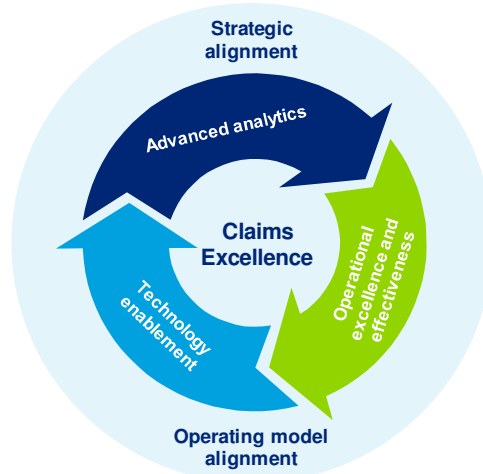 Strategic
alignment
Advanced analytics
Claims
Excellence
Operational
excellence and
effectiveness
Technology
enablement
Operating model
alignment